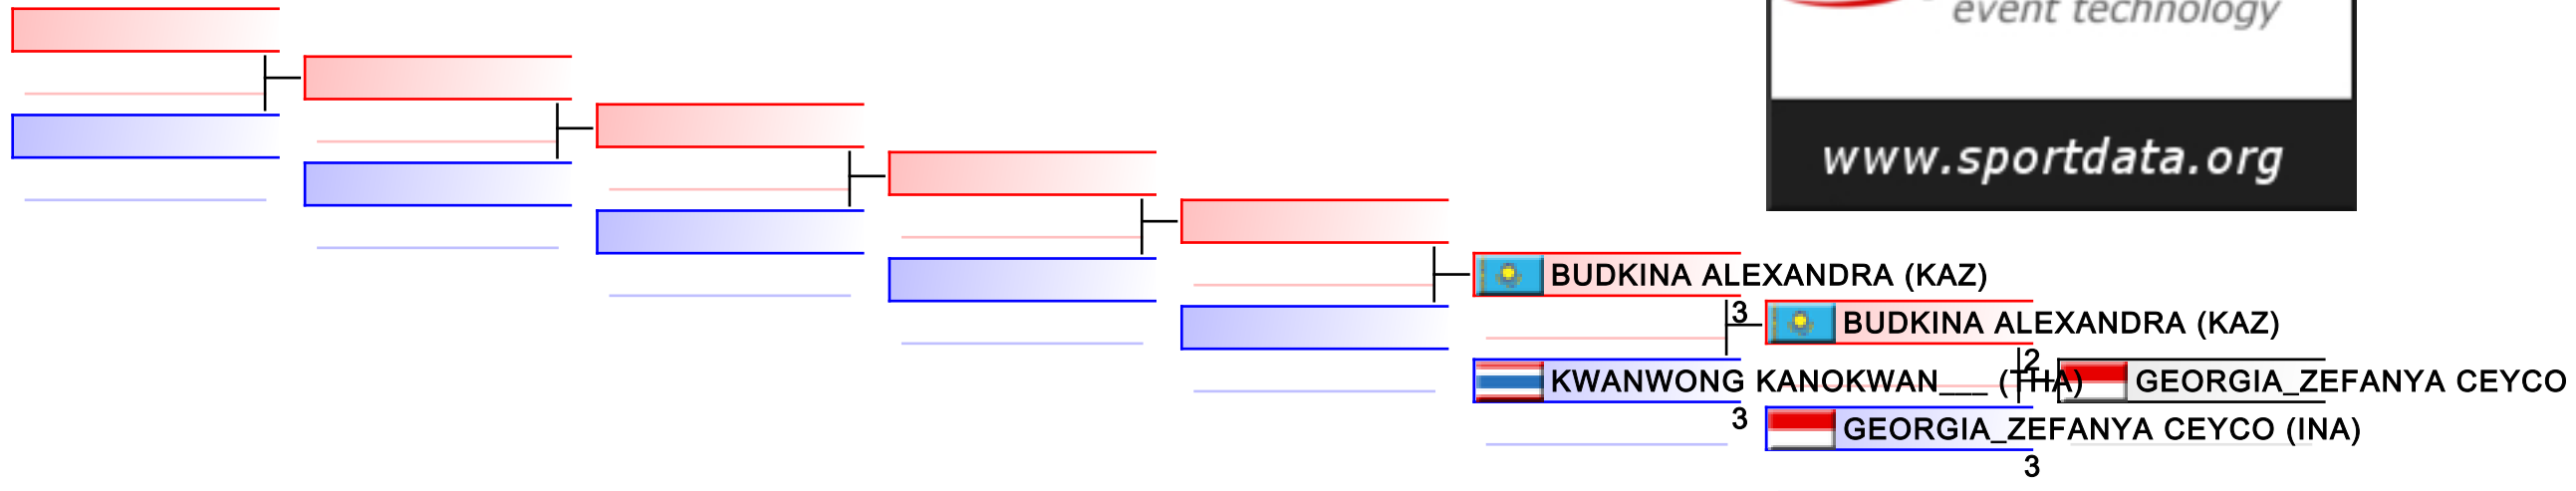 event technology
www.sportdata.org
BUDKINA ALEXANDRA (KAZ)
3
BUDKINA ALEXANDRA (KAZ)
2
KWANWONG KANOKWAN___ (THA)
GEORGIA_ZEFANYA CEYCO
3
GEORGIA_ZEFANYA CEYCO (INA)
3